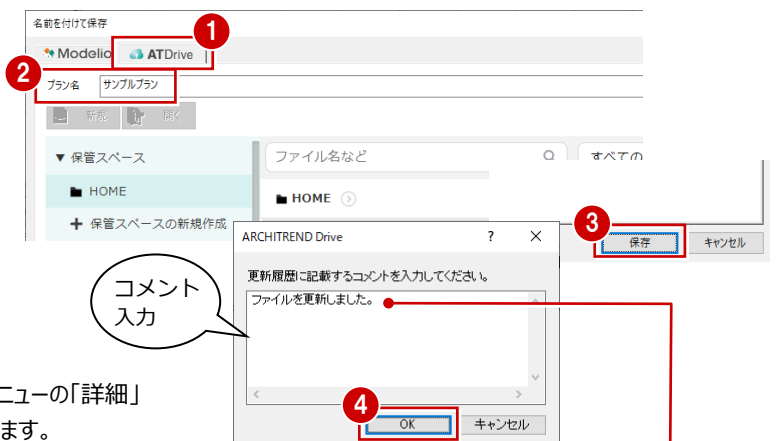 名前を付けて保存
1
Modelio ATDrive
2
プラン名 サンプルプラン
新規 開く
▼ 保管スペース
ファイル名など
すべての
HOME
HOME
+ 保管スペースの新規作成
3
保存 キャンセル
ARCHITREND Drive ? ×
更新履歴に記載するコメントを入力してください。
ファイルを更新しました。
コメント
入力
4
OK キャンセル
ニューの「詳細」
ます。